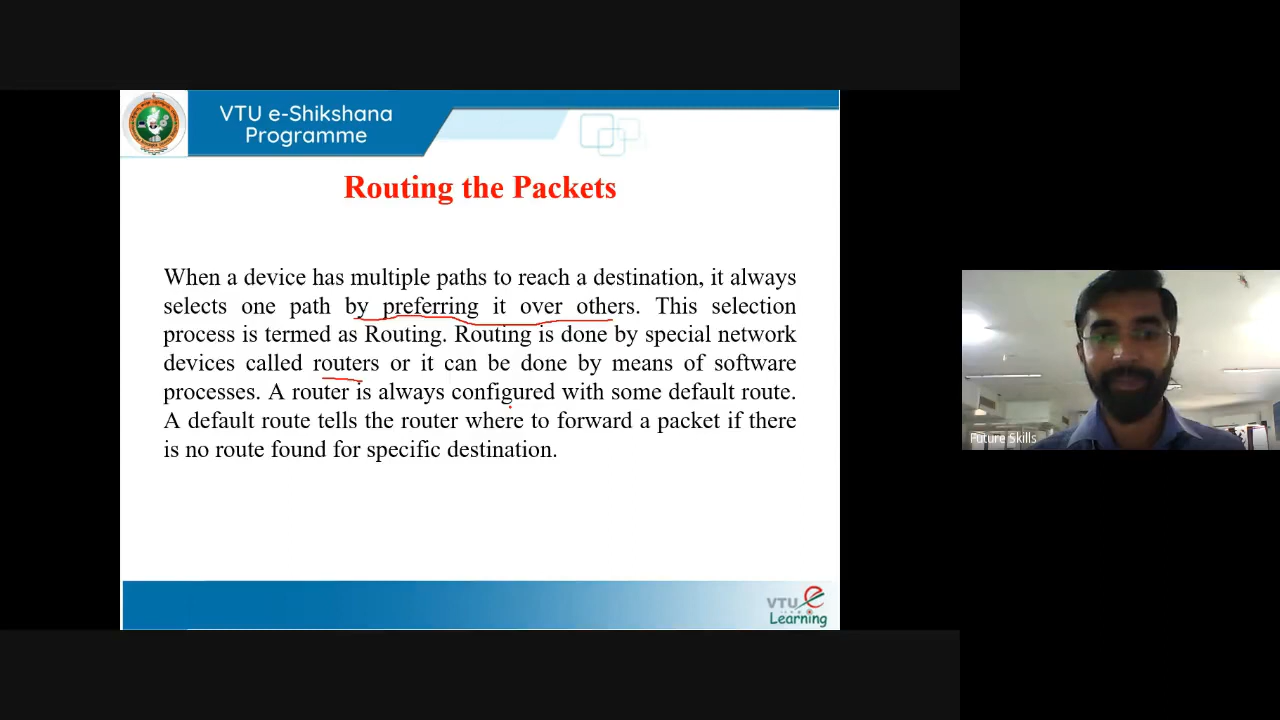 VTU e-Shikshana
Programme
Routing the Packets
When a device has multiple paths to reach a destination, it always
selects one path by preferring it over others. This selection
process is termed as Routing. Routing is done by special network
devices called routers or it can be done by means of software
processes. A router is always configured with some default route.
A default route tells the router where to forward a packet if there
is no route found for specific destination.
Future Skills
VTU e
Learning